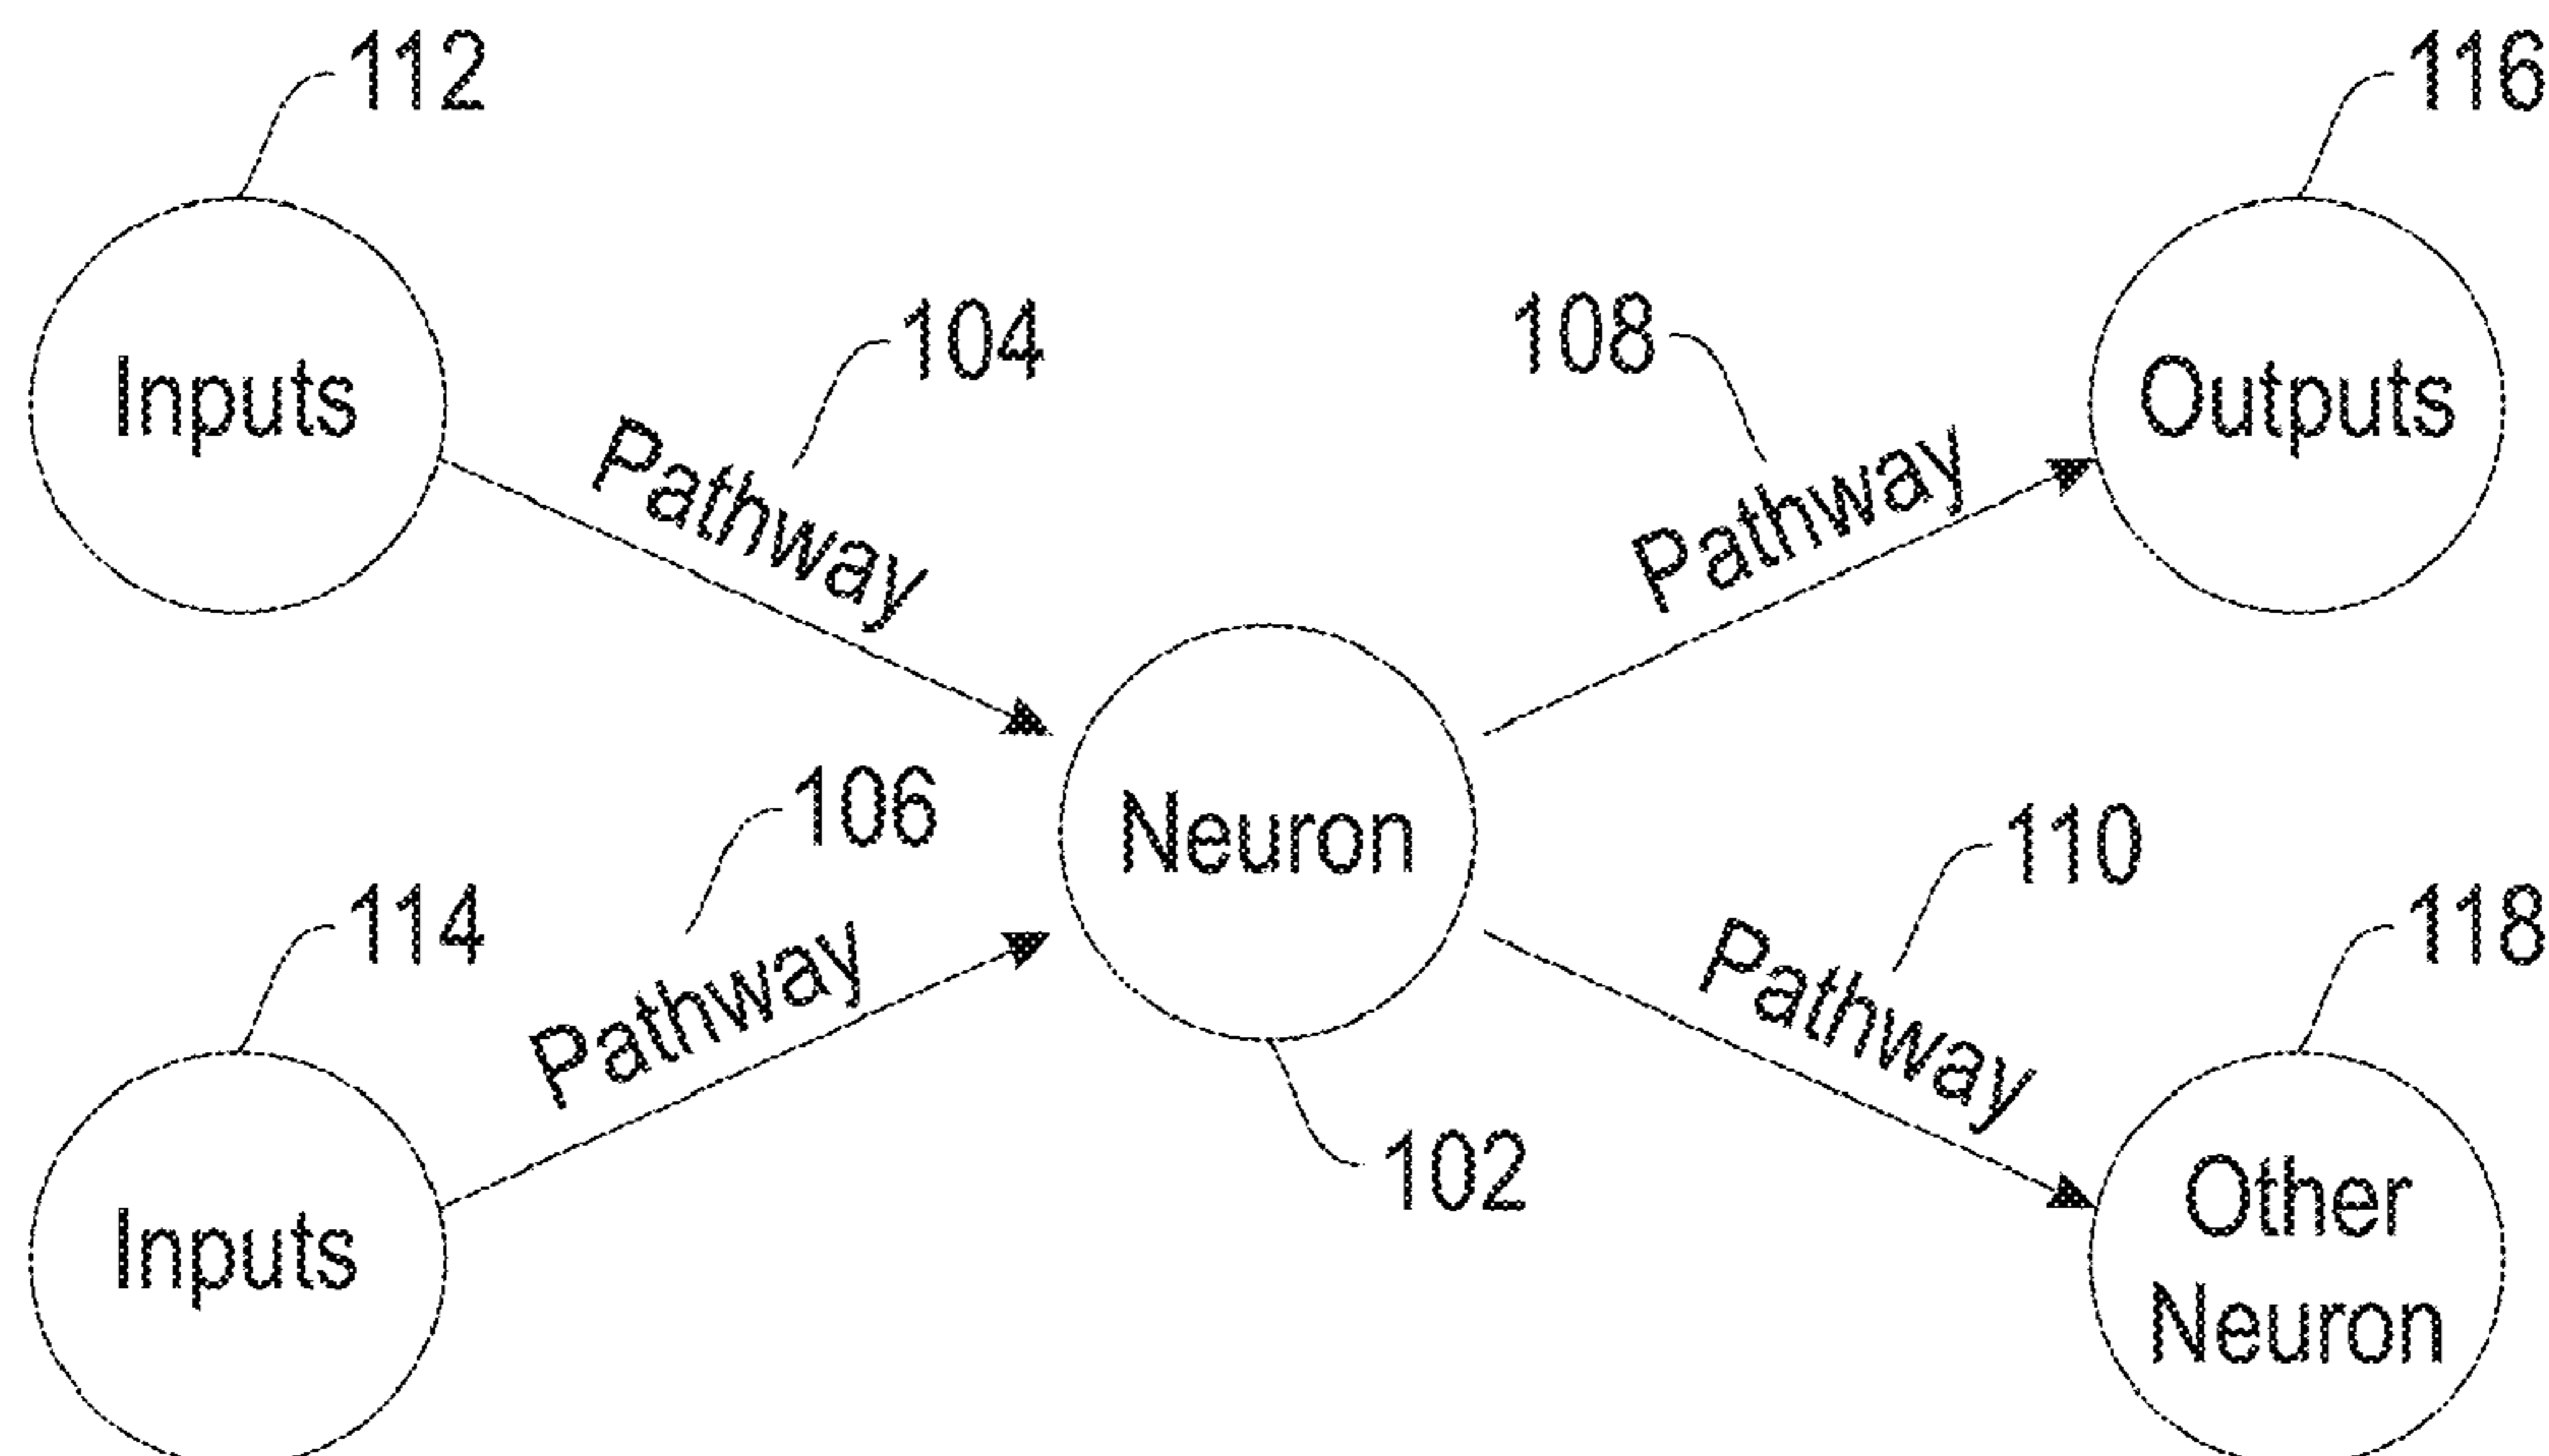 112
116
104
108
Inputs
Pathway
Pathway
Outputs
106
Neuron
110
114
118
Pathway
Pathway
102
Inputs
Other
Neuron